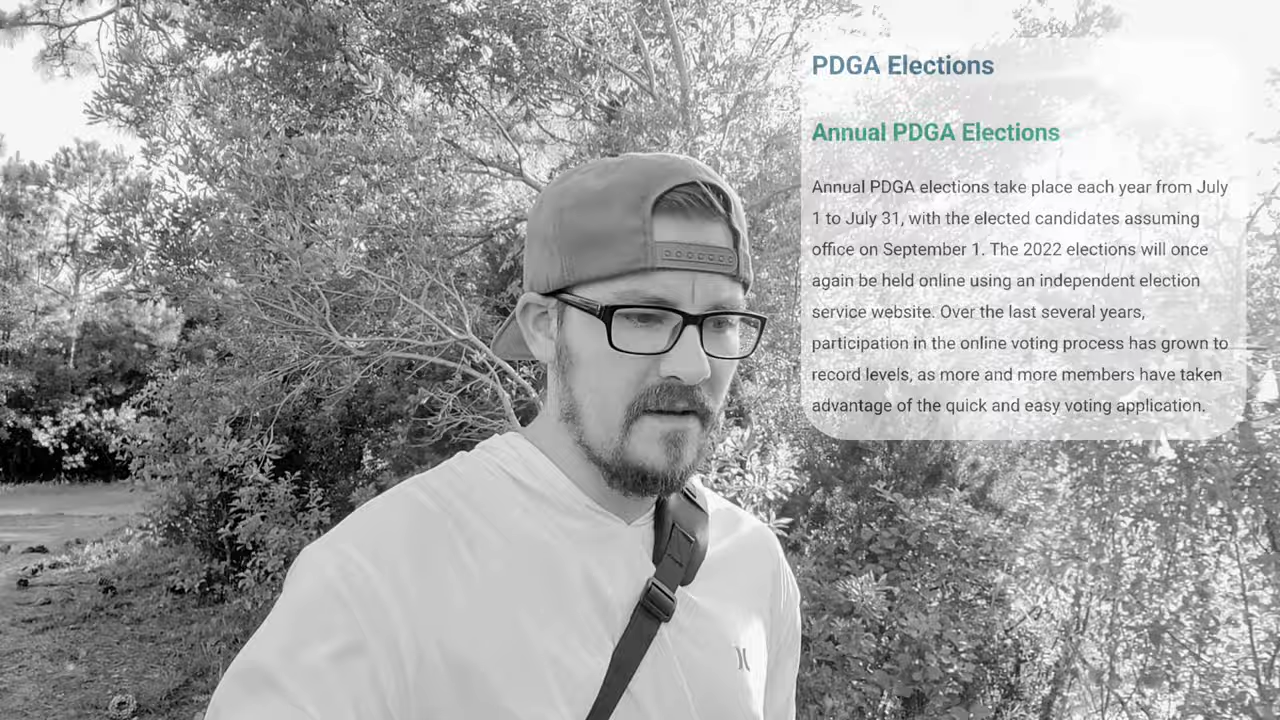 PDGA Elections
Annual PDGA Elections
Annual PDGA elections take place each year from July
1 to July 31, with the elected candidates assuming
office on September 1. The 2022 elections will once
again be held online using an independent election
service website. Over the last several years,
participation in the online voting process has grown to
record levels, as more and more members have taken
advantage of the quick and easy voting application.